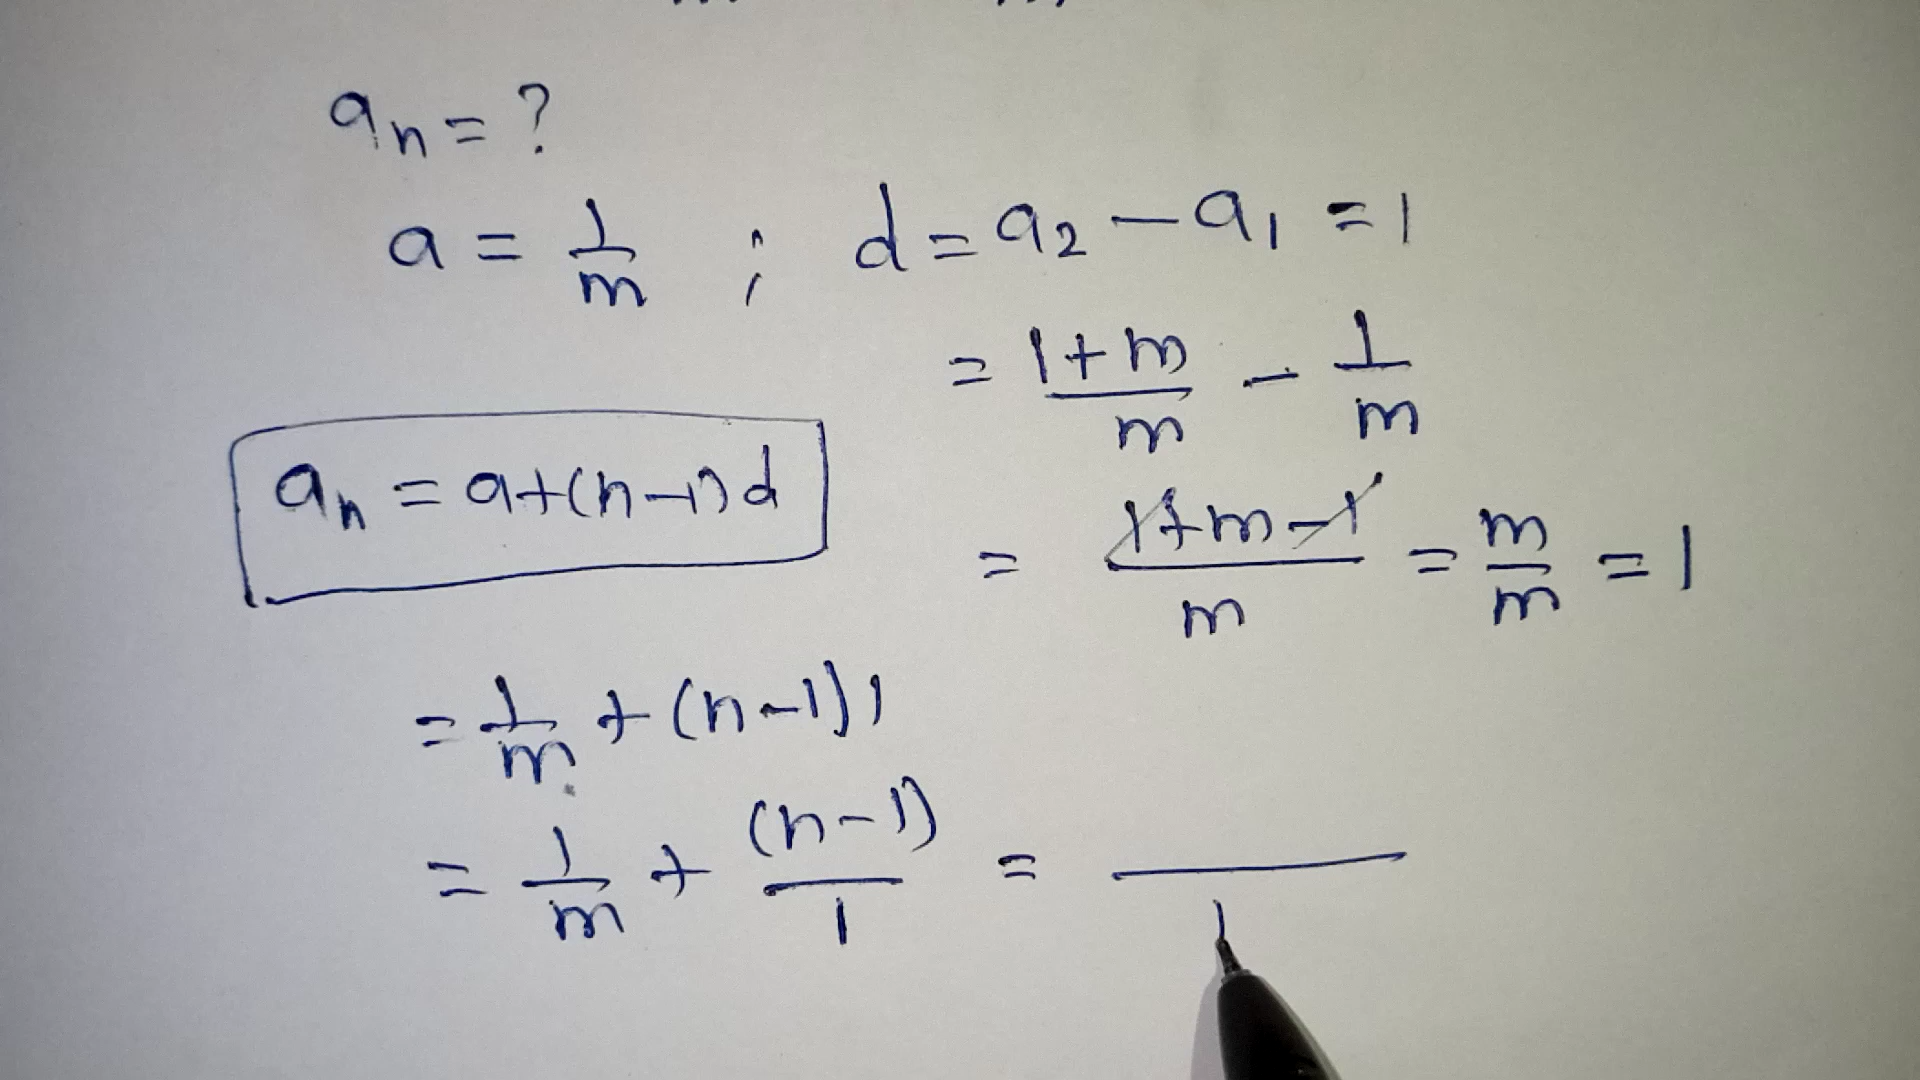 aₙ = ?
a = 1/m ; d = a₂ - a₁ = 1
= (1+m)/m - 1/m
aₙ = a+(n-1)d
= (1+m-1)/m = m/m = 1
= 1/m + (n-1)1
= 1/m + (n-1)/1 =